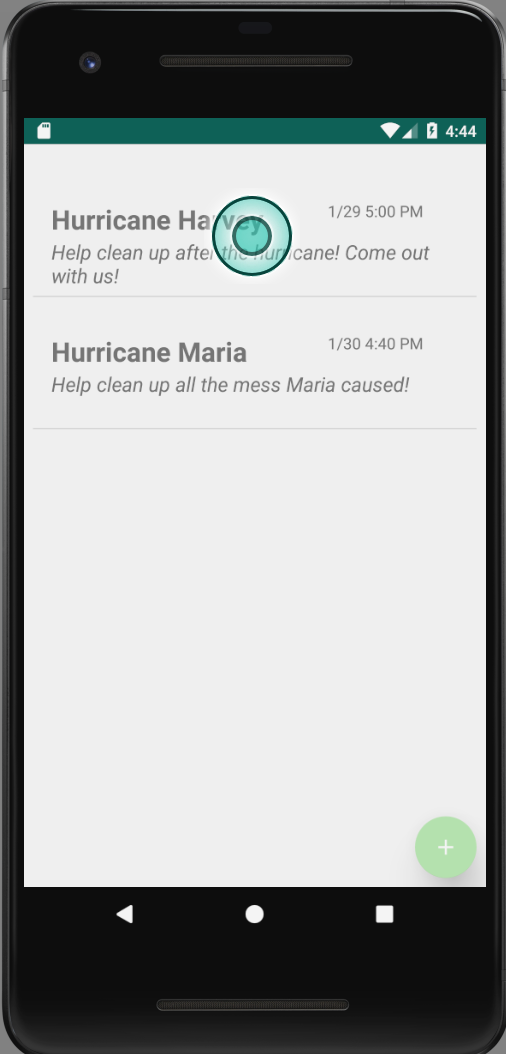 4:44
Hurricane Harvey
1/29 5:00 PM
Help clean up after the hurricane! Come out
with us!
Hurricane Maria
1/30 4:40 PM
Help clean up all the mess Maria caused!
+